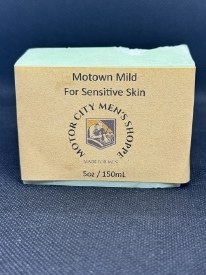 Motown Mild
For Sensitive Skin
MOTOR CITY MEN'S SHOPPE
5oz / 150mL